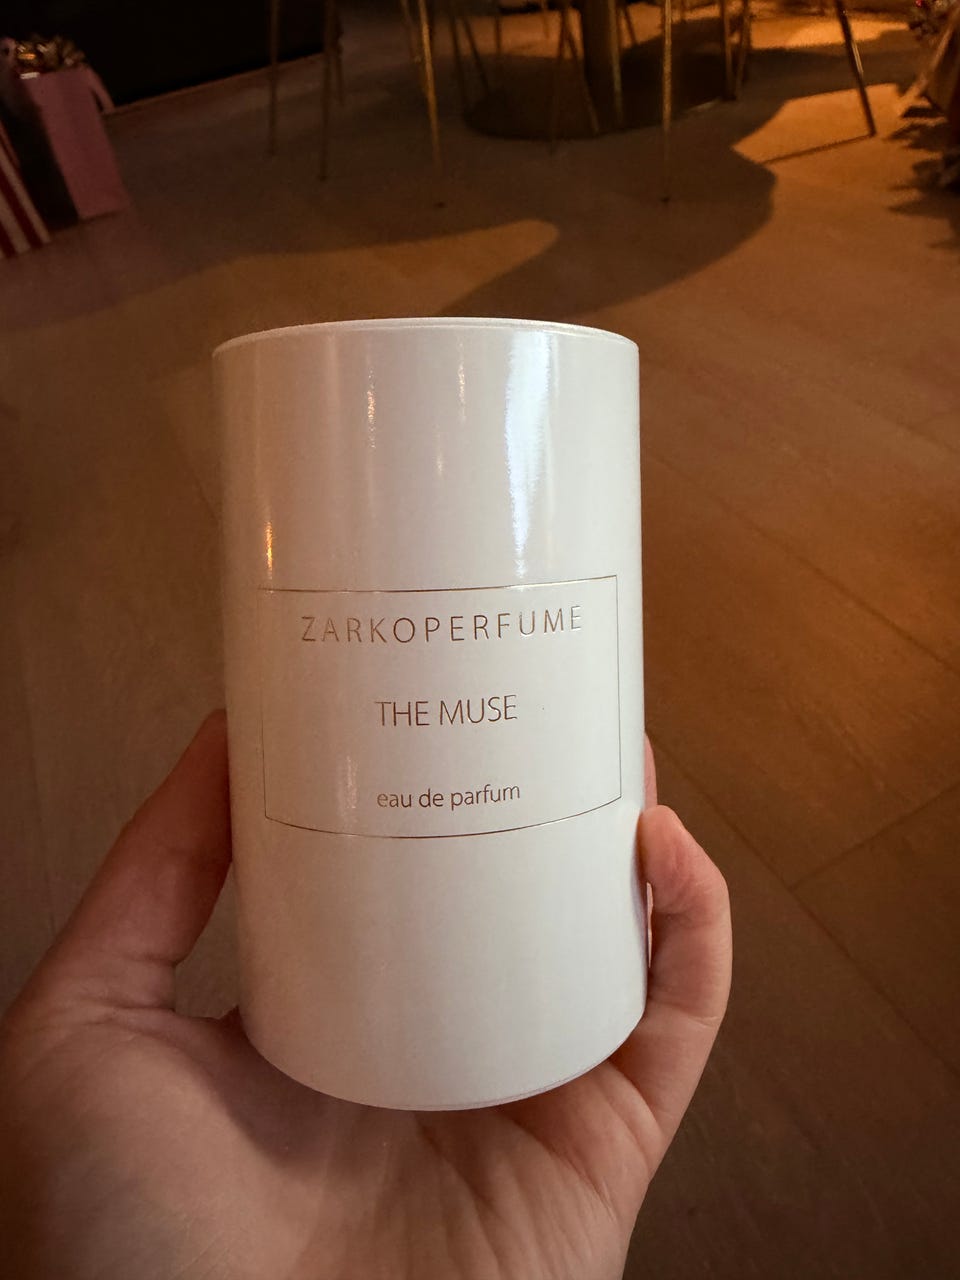 ZARKOPERFUME
THE MUSE
eau de parfum